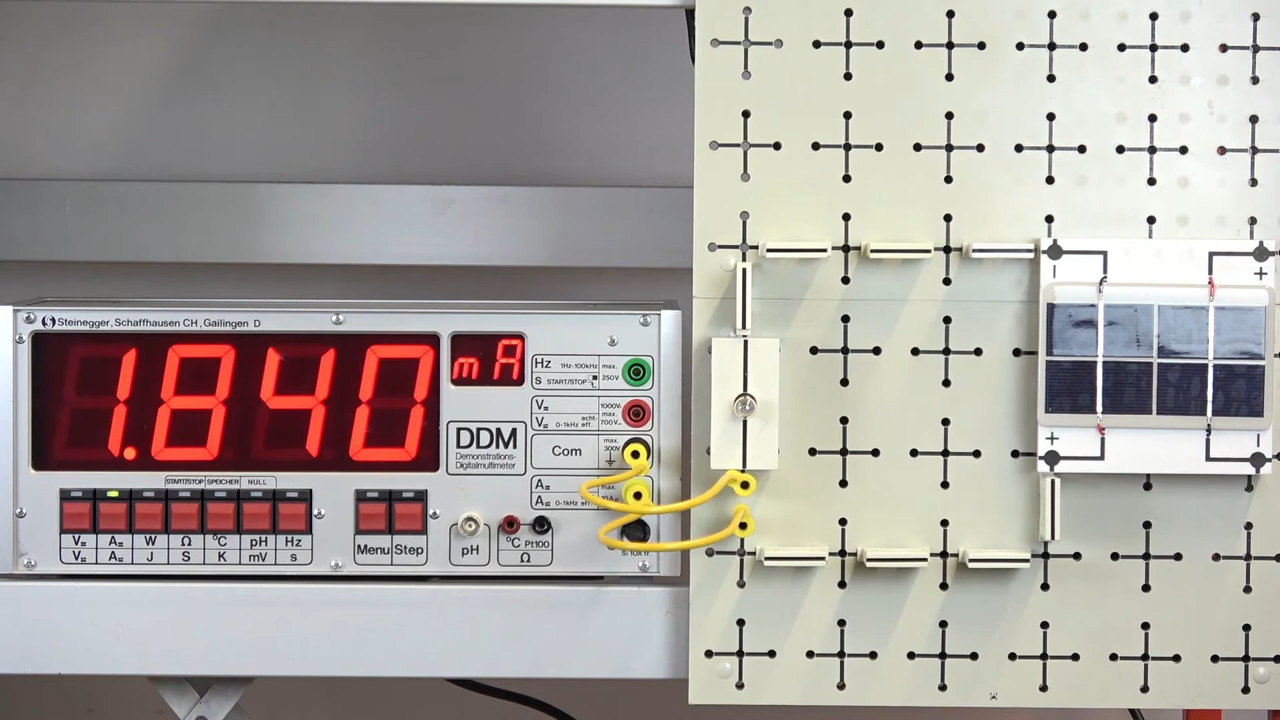 Steinegger, Schaffhausen CH, Gailingen D
1.840
mA
Hz 1Hz-100kHz max. 250V
S START/STOP
V 1000V
V echt- eff. 0-1kHz max. 700V
Com max. 300V
A
A 0-1kHz eff. 10A
DDM
Demonstrations-
Digitalmultimeter
START/STOP SPEICHER NULL
V A W Ω °C pH Hz
V A J S K mV s
Menu Step
pH
°C Pt100
Ω
- +
+ -